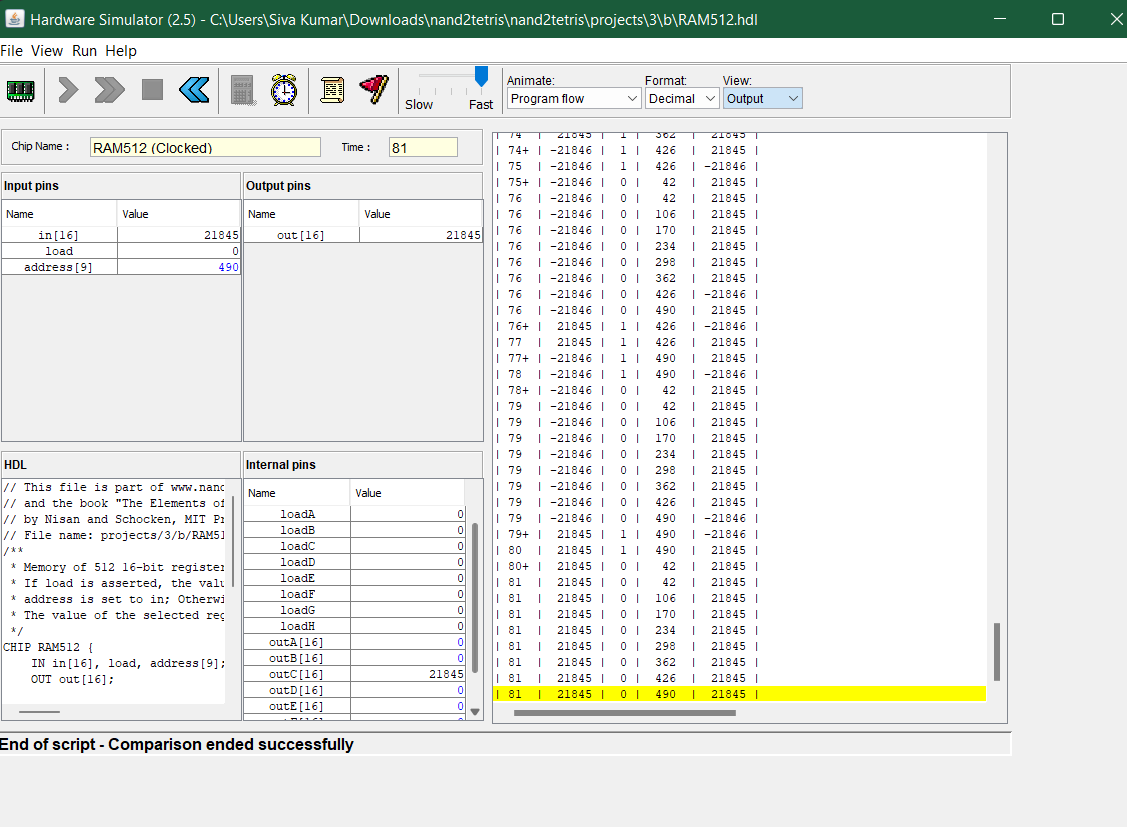 Hardware Simulator (2.5) - C:\Users\Siva Kumar\Downloads\nand2tetris\nand2tetris\projects\3\b\RAM512.hdl
File View Run Help
Slow Fast
Animate: Format: View:
Program flow Decimal Output
Chip Name : RAM512 (Clocked) Time : 81
Input pins
Name Value
in[16] 21845
load 0
address[9] 490
Output pins
Name Value
out[16] 21845
HDL
// This file is part of www.nand
// and the book "The Elements of
// by Nisan and Schocken, MIT Pr
// File name: projects/3/b/RAM51
/**
* Memory of 512 16-bit register
* If load is asserted, the valu
* address is set to in; Otherwi
* The value of the selected reg
*/
CHIP RAM512 {
IN in[16], load, address[9];
OUT out[16];
Internal pins
Name Value
loadA 0
loadB 0
loadC 0
loadD 0
loadE 0
loadF 0
loadG 0
loadH 0
outA[16] 0
outB[16] 0
outC[16] 21845
outD[16] 0
outE[16] 0
| 74 | 21845 | 1 | 362 | 21845 |
| 74+ | -21846 | 1 | 426 | 21845 |
| 75 | -21846 | 1 | 426 | -21846 |
| 75+ | -21846 | 0 | 42 | 21845 |
| 76 | -21846 | 0 | 42 | 21845 |
| 76 | -21846 | 0 | 106 | 21845 |
| 76 | -21846 | 0 | 170 | 21845 |
| 76 | -21846 | 0 | 234 | 21845 |
| 76 | -21846 | 0 | 298 | 21845 |
| 76 | -21846 | 0 | 362 | 21845 |
| 76 | -21846 | 0 | 426 | -21846 |
| 76 | -21846 | 0 | 490 | 21845 |
| 76+ | 21845 | 1 | 426 | -21846 |
| 77 | 21845 | 1 | 426 | 21845 |
| 77+ | -21846 | 1 | 490 | 21845 |
| 78 | -21846 | 1 | 490 | -21846 |
| 78+ | -21846 | 0 | 42 | 21845 |
| 79 | -21846 | 0 | 42 | 21845 |
| 79 | -21846 | 0 | 106 | 21845 |
| 79 | -21846 | 0 | 170 | 21845 |
| 79 | -21846 | 0 | 234 | 21845 |
| 79 | -21846 | 0 | 298 | 21845 |
| 79 | -21846 | 0 | 362 | 21845 |
| 79 | -21846 | 0 | 426 | 21845 |
| 79 | -21846 | 0 | 490 | -21846 |
| 79+ | 21845 | 1 | 490 | -21846 |
| 80 | 21845 | 1 | 490 | 21845 |
| 80+ | 21845 | 0 | 42 | 21845 |
| 81 | 21845 | 0 | 42 | 21845 |
| 81 | 21845 | 0 | 106 | 21845 |
| 81 | 21845 | 0 | 170 | 21845 |
| 81 | 21845 | 0 | 234 | 21845 |
| 81 | 21845 | 0 | 298 | 21845 |
| 81 | 21845 | 0 | 362 | 21845 |
| 81 | 21845 | 0 | 426 | 21845 |
| 81 | 21845 | 0 | 490 | 21845 |
End of script - Comparison ended successfully